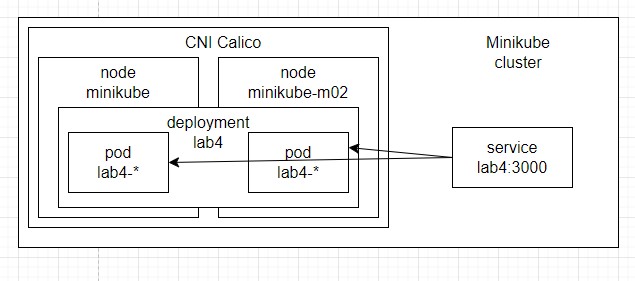 CNI Calico
Minikube
cluster
node
minikube
node
minikube-m02
deployment
lab4
pod
lab4-*
pod
lab4-*
service
lab4:3000